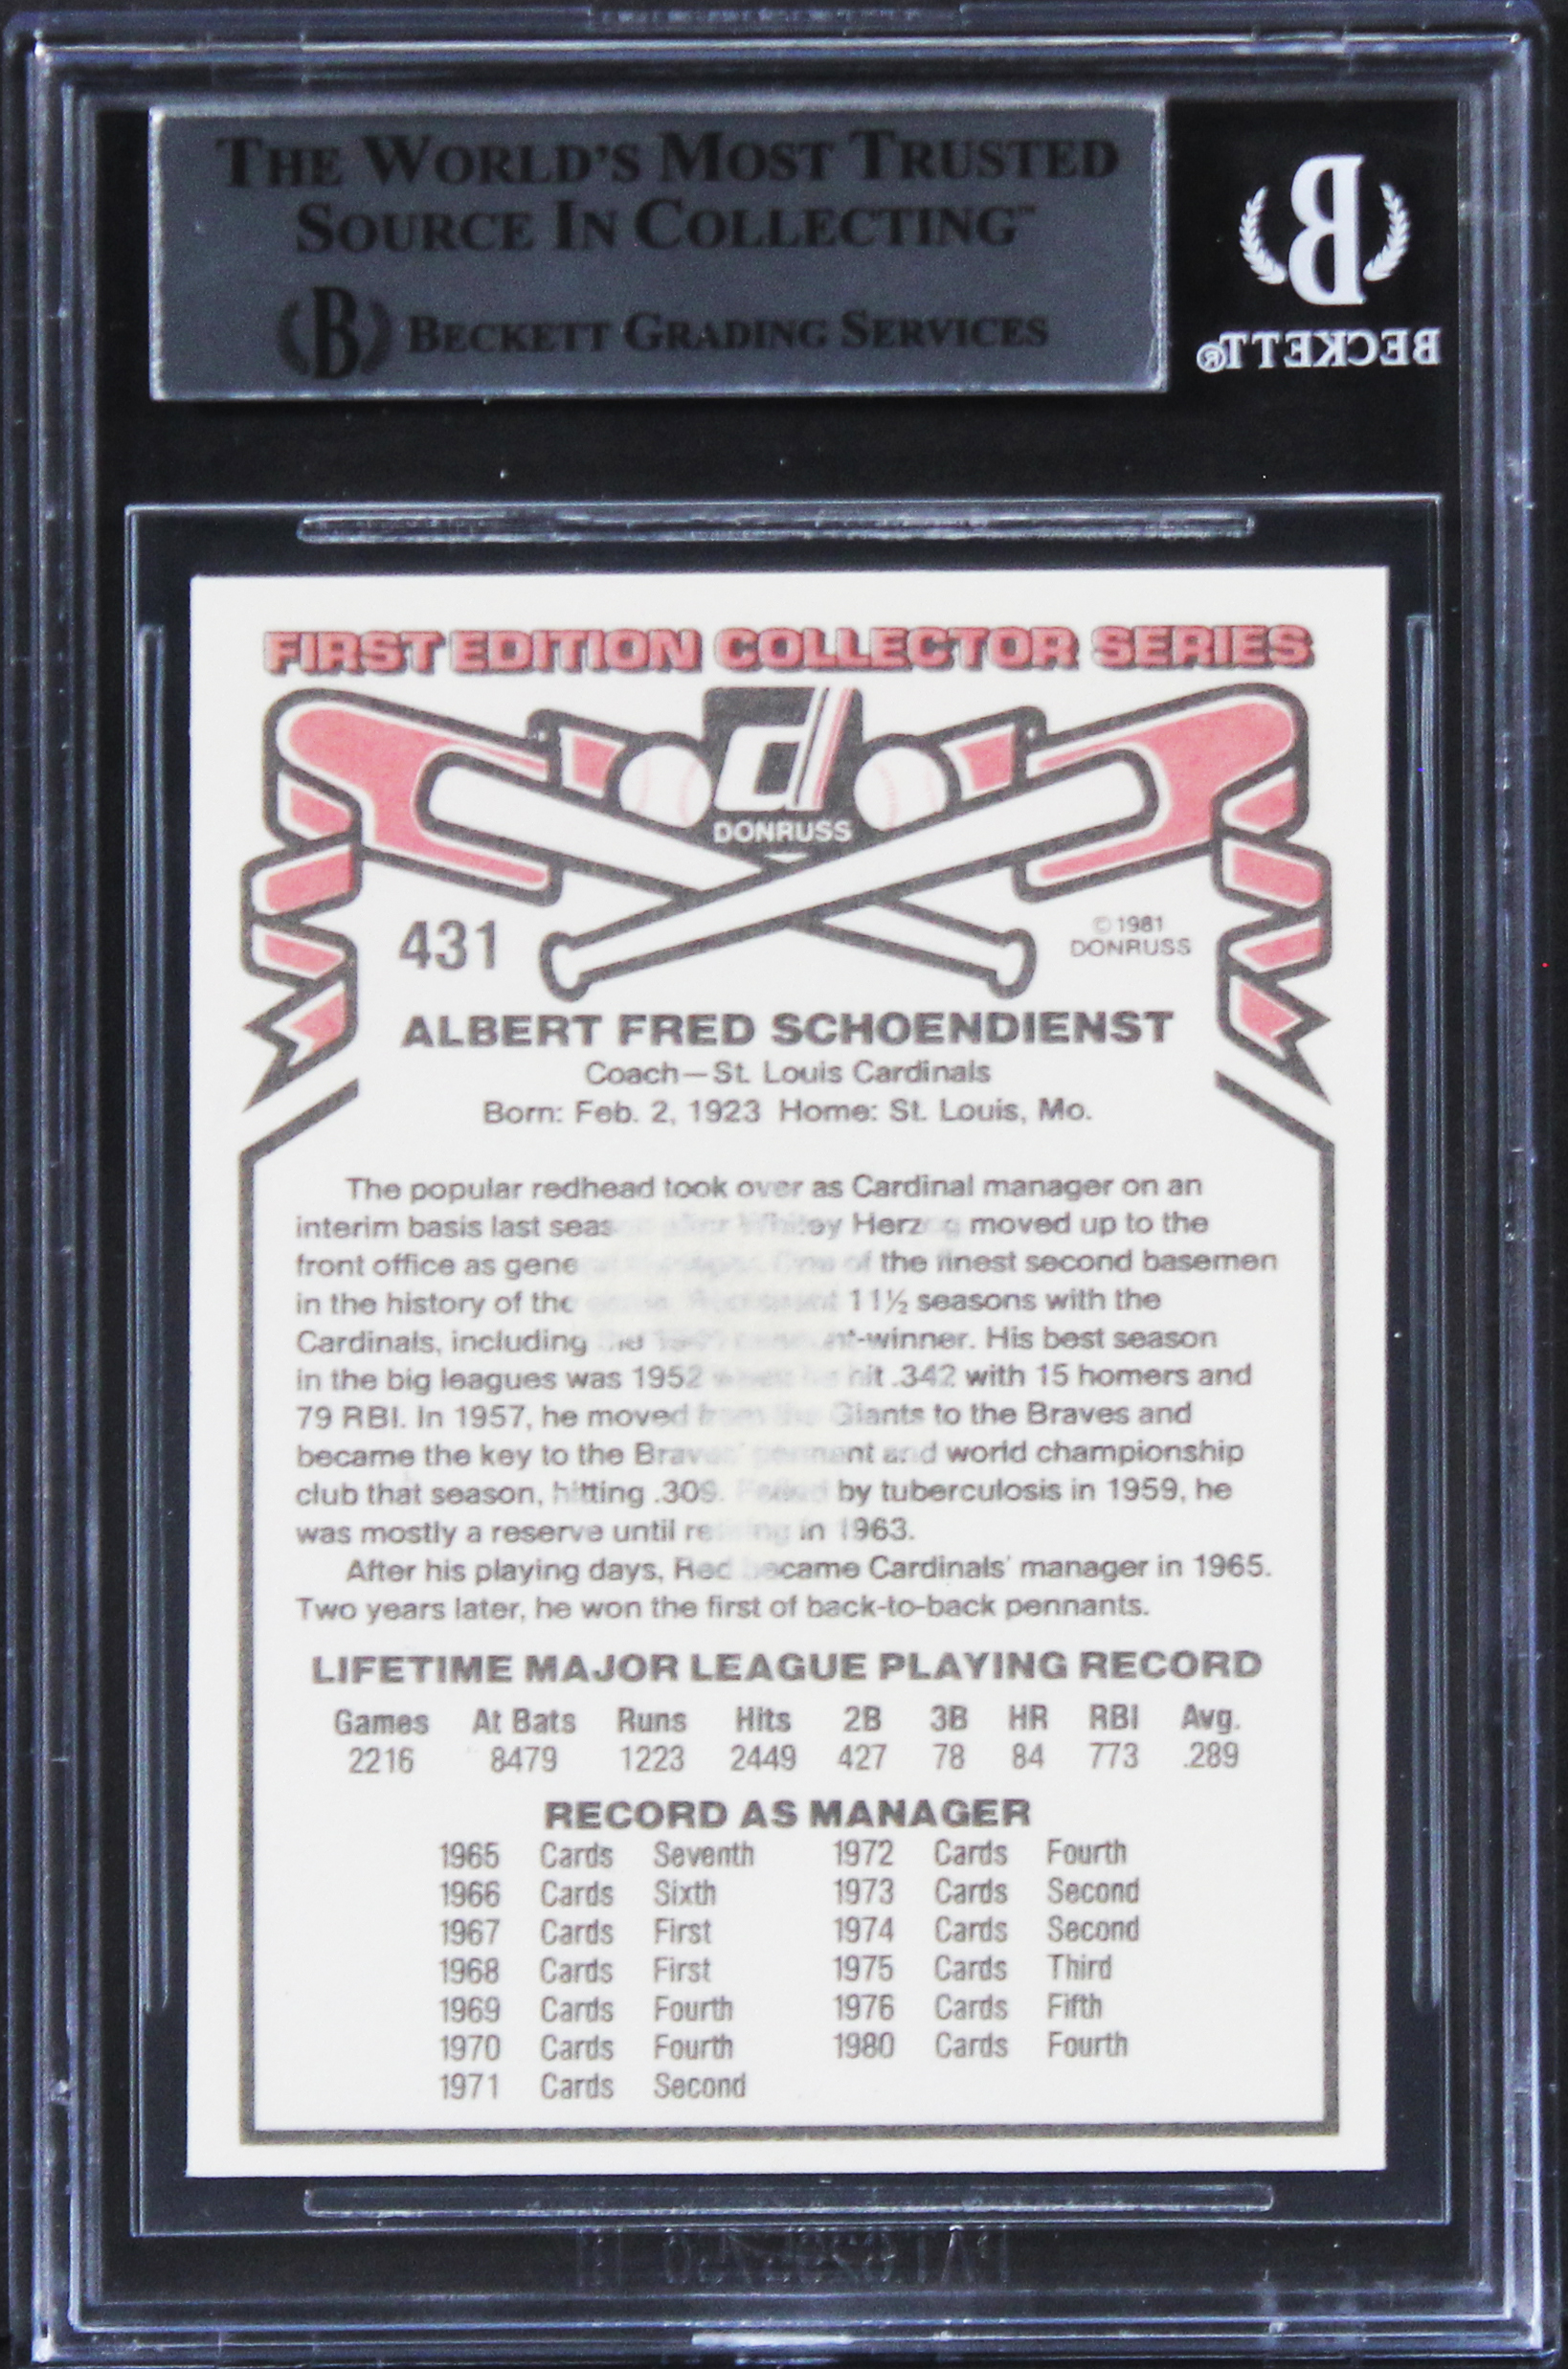 THE WORLD'S MOST TRUSTED
SOURCE IN COLLECTING™
B BECKETT GRADING SERVICES
B
BECKETT®
FIRST EDITION COLLECTOR SERIES
d
DONRUSS
431
© 1981
DONRUSS
ALBERT FRED SCHOENDIENST
Coach—St. Louis Cardinals
Born: Feb. 2, 1923 Home: St. Louis, Mo.
The popular redhead took over as Cardinal manager on an
interim basis last Whitey moved up to the
front office as One of the finest second basemen
in the history of the 11½ seasons with the
Cardinals, including His best season
in the big leagues was 1952 hit .342 with 15 homers and
79 RBI. In 1957, he moved from the Giants to the Braves and
became the key to the Braves' pennant and world championship
club that season, hitting .309. by tuberculosis in 1959, he
was mostly a reserve until retiring in 1963.
After his playing days, Red became Cardinals' manager in 1965.
Two years later, he won the first of back-to-back pennants.
LIFETIME MAJOR LEAGUE PLAYING RECORD
Games At Bats Runs Hits 2B 3B HR RBI Avg.
2216 8479 1223 2449 427 78 84 773 .289
RECORD AS MANAGER
1965 Cards Seventh 1972 Cards Fourth
1966 Cards Sixth 1973 Cards Second
1967 Cards First 1974 Cards Second
1968 Cards First 1975 Cards Third
1969 Cards Fourth 1976 Cards Fifth
1970 Cards Fourth 1980 Cards Fourth
1971 Cards Second